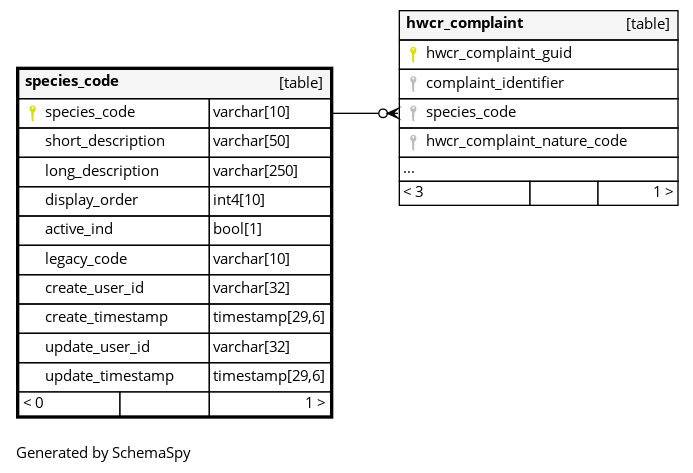 species_code [table]
species_code varchar[10]
short_description varchar[50]
long_description varchar[250]
display_order int4[10]
active_ind bool[1]
legacy_code varchar[10]
create_user_id varchar[32]
create_timestamp timestamp[29,6]
update_user_id varchar[32]
update_timestamp timestamp[29,6]
< 0 1 >
hwcr_complaint [table]
hwcr_complaint_guid
complaint_identifier
species_code
hwcr_complaint_nature_code
...
< 3 1 >
Generated by SchemaSpy